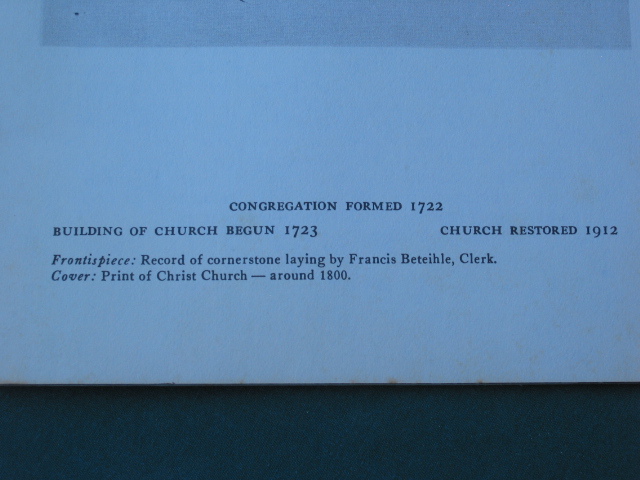 CONGREGATION FORMED 1722
BUILDING OF CHURCH BEGUN 1723 CHURCH RESTORED 1912
Frontispiece: Record of cornerstone laying by Francis Beteihle, Clerk.
Cover: Print of Christ Church — around 1800.